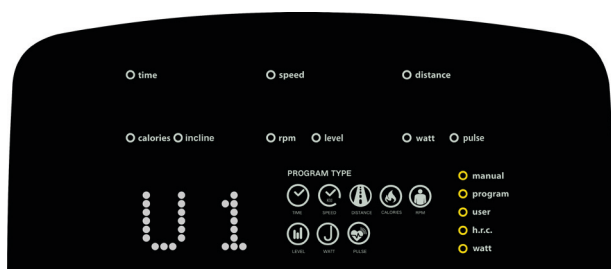 time speed distance
calories incline rpm level watt pulse
PROGRAM TYPE
manual
program
user
h.r.c.
watt
U1
KM
TIME SPEED DISTANCE CALORIES RPM
LEVEL WATT PULSE